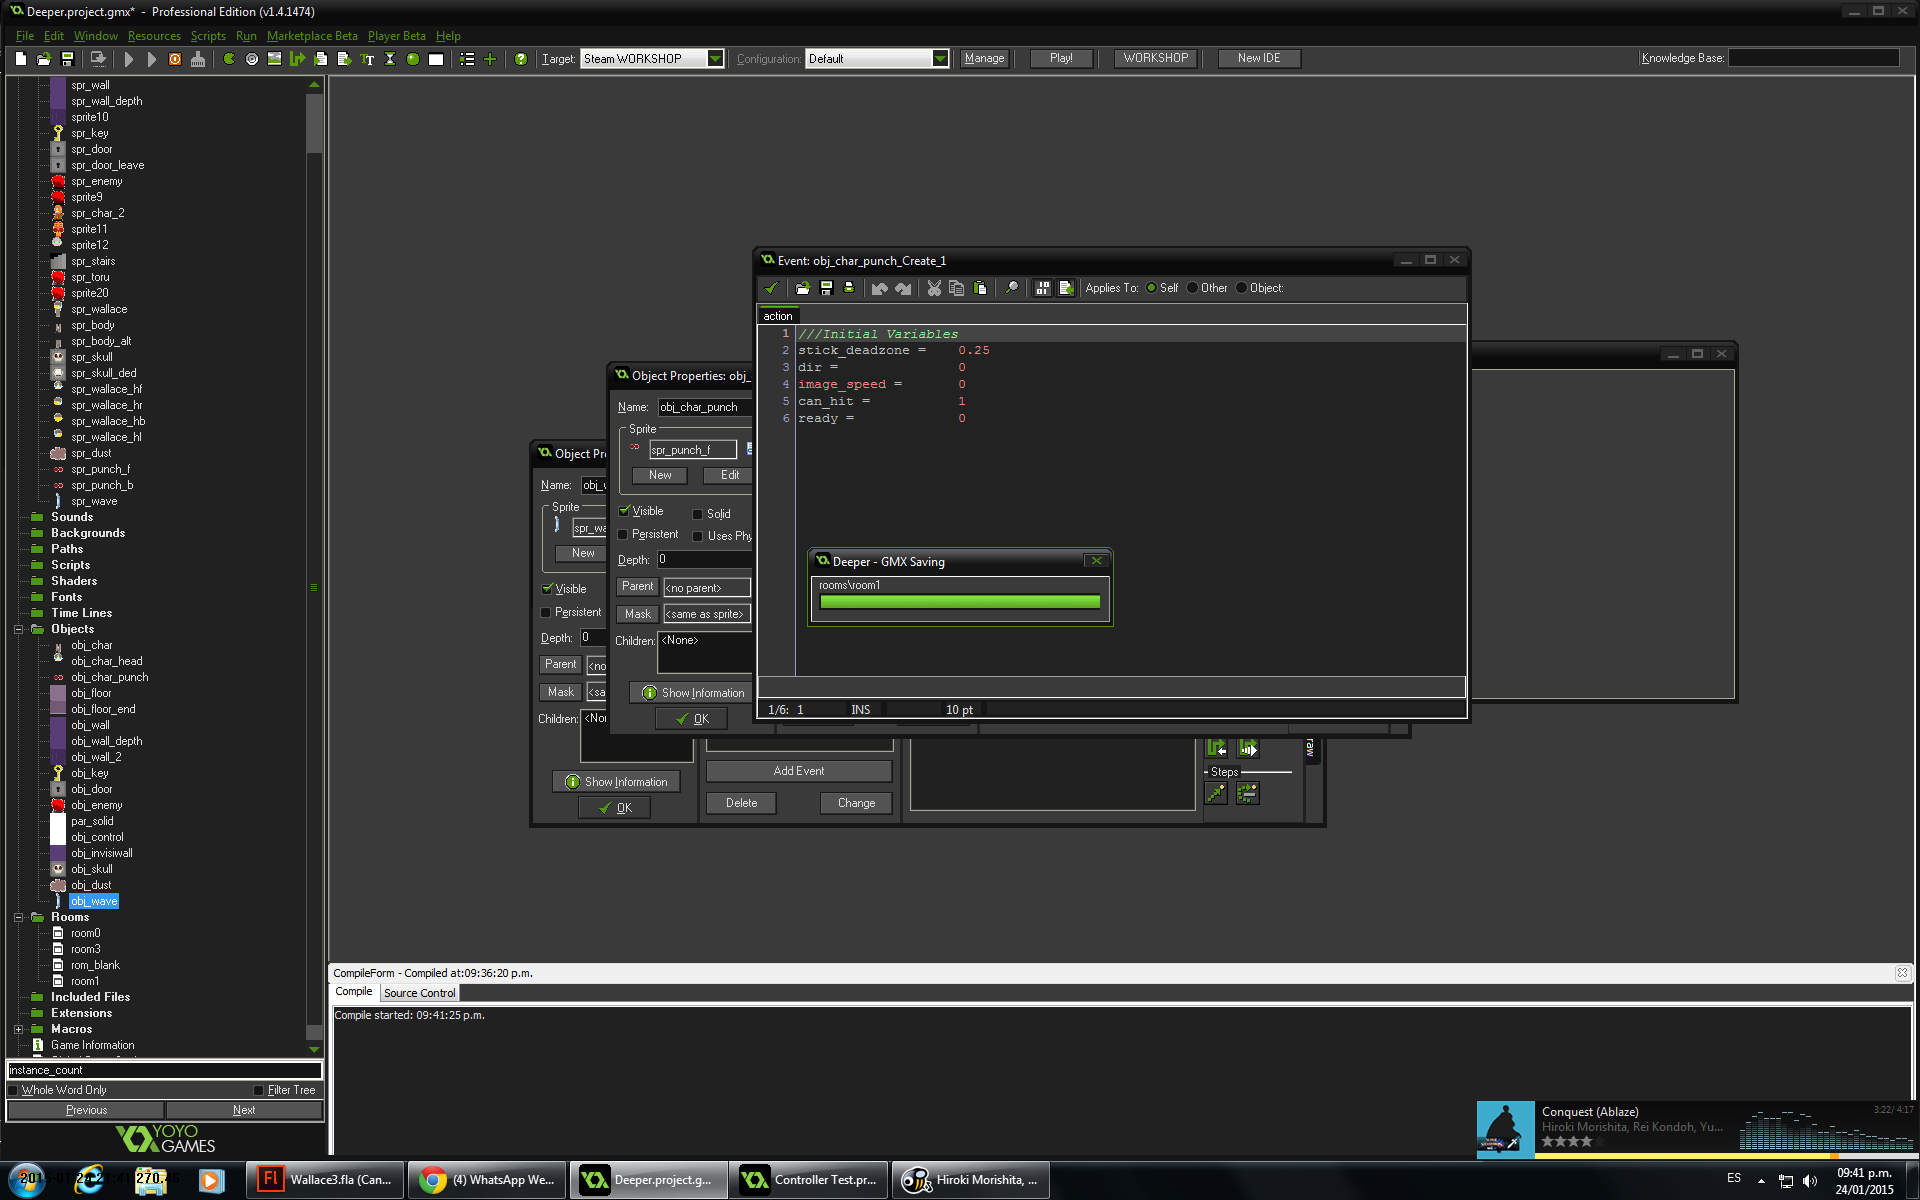 Deeper.project.gmx* - Professional Edition (v1.4.1474)
File Edit Window Resources Scripts Run Marketplace Beta Player Beta Help
Target: Steam WORKSHOP Configuration: Default Manage Play! WORKSHOP New IDE Knowledge Base:
spr_wall
spr_wall_depth
sprite10
spr_key
spr_door
spr_door_leave
spr_enemy
sprite9
spr_char_2
sprite11
sprite12
spr_stairs
spr_toru
sprite20
spr_wallace
spr_body
spr_body_alt
spr_skull
spr_skull_ded
spr_wallace_hf
spr_wallace_hr
spr_wallace_hb
spr_wallace_hl
spr_dust
spr_punch_f
spr_punch_b
spr_wave
Sounds
Backgrounds
Paths
Scripts
Shaders
Fonts
Time Lines
Objects
obj_char
obj_char_head
obj_char_punch
obj_floor
obj_floor_end
obj_wall
obj_wall_depth
obj_wall_2
obj_key
obj_door
obj_enemy
par_solid
obj_control
obj_invisiwall
obj_skull
obj_dust
obj_wave
Rooms
room0
room3
rom_blank
room1
Included Files
Extensions
Macros
Game Information
instance_count
Whole Word Only Filter Tree
Previous Next
YOYO GAMES
Object Pr
Name: obj_
Sprite
spr_wa
New
Visible
Persistent
Depth: 0
Parent <no
Mask <sa
Children: <No
Show Information
OK
Add Event
Delete Change
Steps
raw
Object Properties: obj_
Name: obj_char_punch
Sprite
spr_punch_f
New Edit
Visible Solid
Persistent Uses Phy
Depth: 0
Parent <no parent>
Mask <same as sprite>
Children: <None>
Show Information
OK
Event: obj_char_punch_Create_1
Applies To: Self Other Object:
action
1 ///Initial Variables
2 stick_deadzone = 0.25
3 dir = 0
4 image_speed = 0
5 can_hit = 1
6 ready = 0
Deeper - GMX Saving
rooms\room1
1/6: 1 INS 10 pt
CompileForm - Compiled at:09:36:20 p.m.
Compile Source Control
Compile started: 09:41:25 p.m.
Conquest (Ablaze) 3:22/ 4:17
Hiroki Morishita, Rei Kondoh, Yu...
Wallace3.fla (Can...
(4) WhatsApp We...
Deeper.project.g...
Controller Test.pr...
Hiroki Morishita, ...
ES
09:41 p.m.
24/01/2015